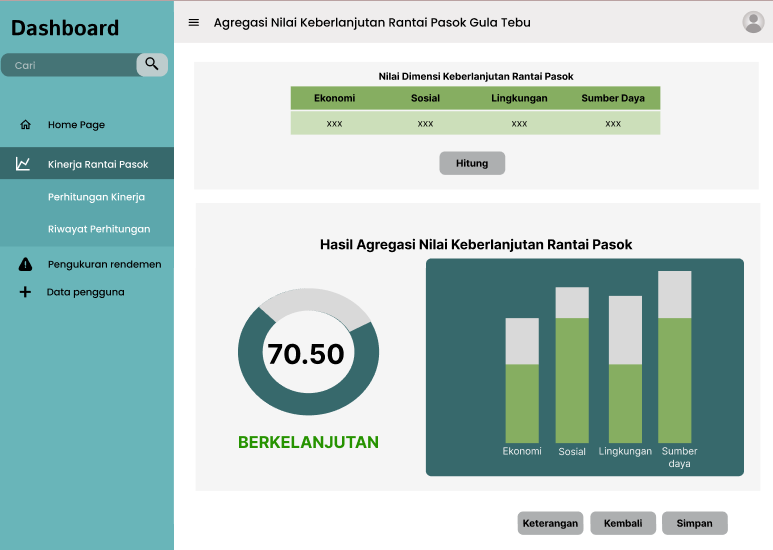 Dashboard
Cari
Home Page
Kinerja Rantai Pasok
Perhitungan Kinerja
Riwayat Perhitungan
Pengukuran rendemen
Data pengguna
Agregasi Nilai Keberlanjutan Rantai Pasok Gula Tebu
Nilai Dimensi Keberlanjutan Rantai Pasok
Ekonomi Sosial Lingkungan Sumber Daya
xxx xxx xxx xxx
Hitung
Hasil Agregasi Nilai Keberlanjutan Rantai Pasok
70.50
BERKELANJUTAN
Ekonomi Sosial Lingkungan Sumber
daya
Keterangan Kembali Simpan